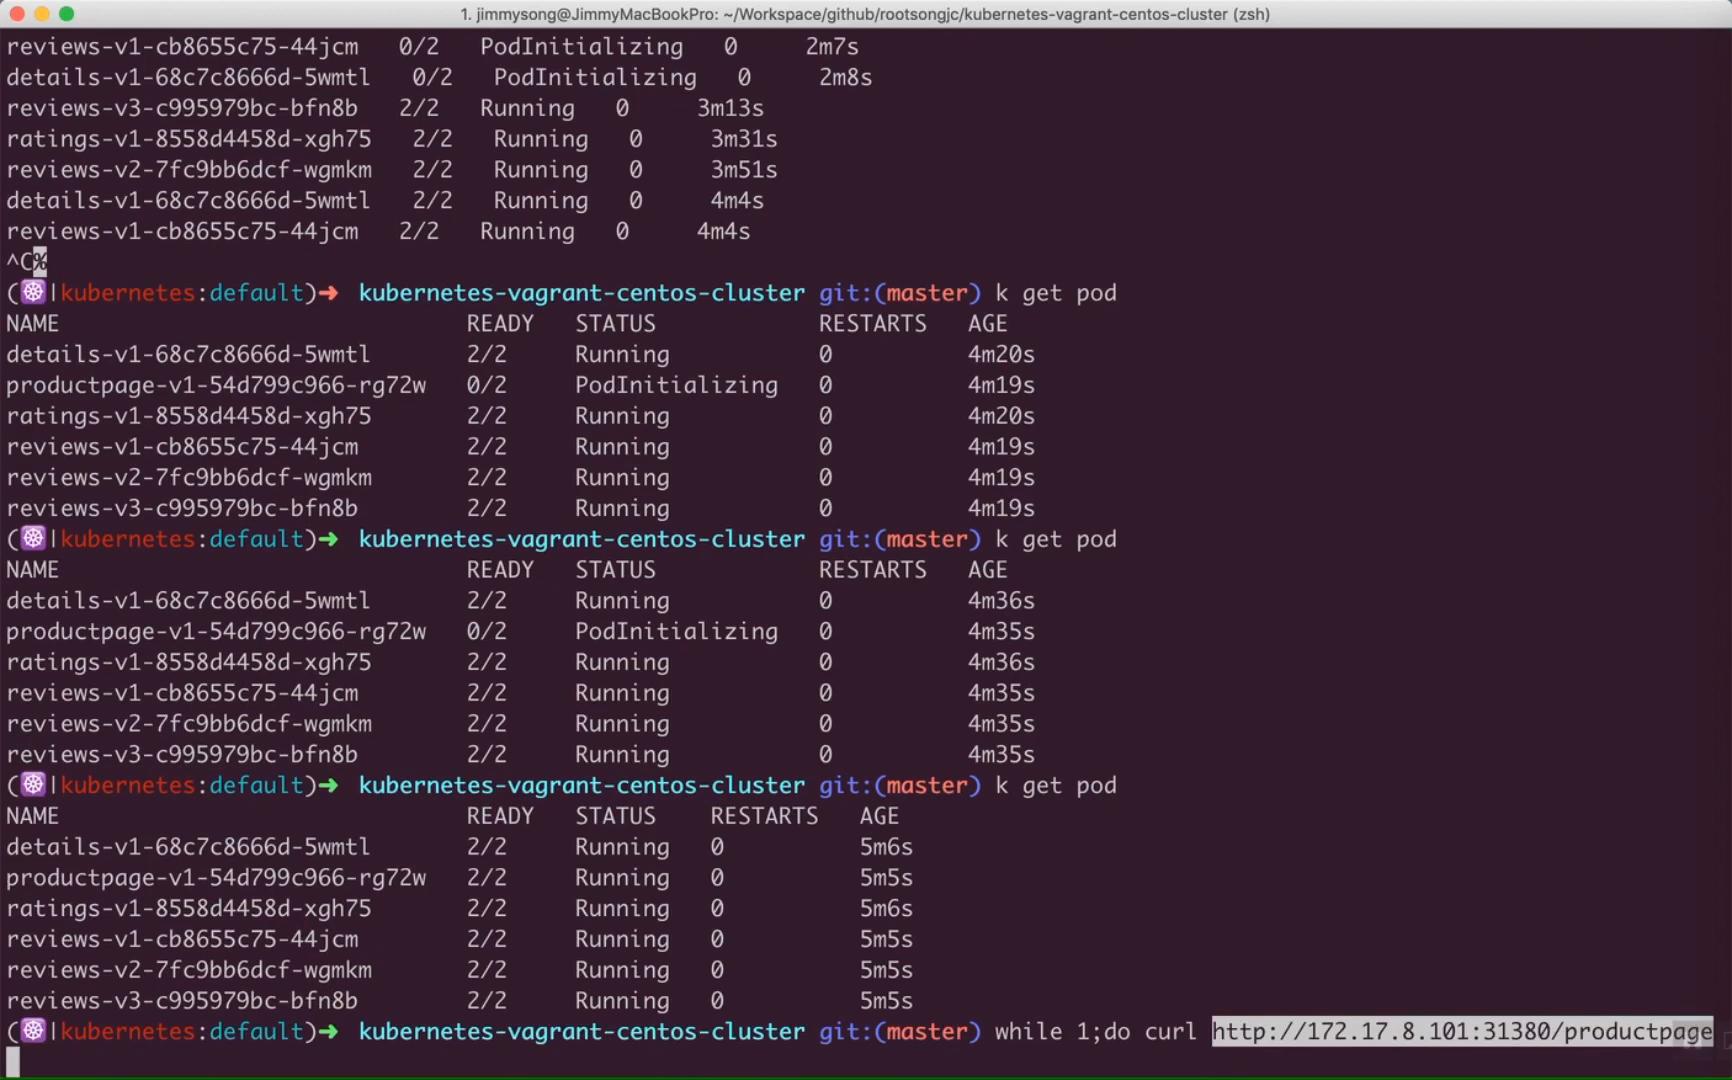 1. jimmysong@JimmyMacBookPro: ~/Workspace/github/rootsongjc/kubernetes-vagrant-centos-cluster (zsh)
reviews-v1-cb8655c75-44jcm 0/2 PodInitializing 0 2m7s
details-v1-68c7c8666d-5wmtl 0/2 PodInitializing 0 2m8s
reviews-v3-c995979bc-bfn8b 2/2 Running 0 3m13s
ratings-v1-8558d4458d-xgh75 2/2 Running 0 3m31s
reviews-v2-7fc9bb6dcf-wgmkm 2/2 Running 0 3m51s
details-v1-68c7c8666d-5wmtl 2/2 Running 0 4m4s
reviews-v1-cb8655c75-44jcm 2/2 Running 0 4m4s
^C%
(☸|kubernetes:default)➜ kubernetes-vagrant-centos-cluster git:(master) k get pod
NAME READY STATUS RESTARTS AGE
details-v1-68c7c8666d-5wmtl 2/2 Running 0 4m20s
productpage-v1-54d799c966-rg72w 0/2 PodInitializing 0 4m19s
ratings-v1-8558d4458d-xgh75 2/2 Running 0 4m20s
reviews-v1-cb8655c75-44jcm 2/2 Running 0 4m19s
reviews-v2-7fc9bb6dcf-wgmkm 2/2 Running 0 4m19s
reviews-v3-c995979bc-bfn8b 2/2 Running 0 4m19s
(☸|kubernetes:default)➜ kubernetes-vagrant-centos-cluster git:(master) k get pod
NAME READY STATUS RESTARTS AGE
details-v1-68c7c8666d-5wmtl 2/2 Running 0 4m36s
productpage-v1-54d799c966-rg72w 0/2 PodInitializing 0 4m35s
ratings-v1-8558d4458d-xgh75 2/2 Running 0 4m36s
reviews-v1-cb8655c75-44jcm 2/2 Running 0 4m35s
reviews-v2-7fc9bb6dcf-wgmkm 2/2 Running 0 4m35s
reviews-v3-c995979bc-bfn8b 2/2 Running 0 4m35s
(☸|kubernetes:default)➜ kubernetes-vagrant-centos-cluster git:(master) k get pod
NAME READY STATUS RESTARTS AGE
details-v1-68c7c8666d-5wmtl 2/2 Running 0 5m6s
productpage-v1-54d799c966-rg72w 2/2 Running 0 5m5s
ratings-v1-8558d4458d-xgh75 2/2 Running 0 5m6s
reviews-v1-cb8655c75-44jcm 2/2 Running 0 5m5s
reviews-v2-7fc9bb6dcf-wgmkm 2/2 Running 0 5m5s
reviews-v3-c995979bc-bfn8b 2/2 Running 0 5m5s
(☸|kubernetes:default)➜ kubernetes-vagrant-centos-cluster git:(master) while 1;do curl http://172.17.8.101:31380/productpage